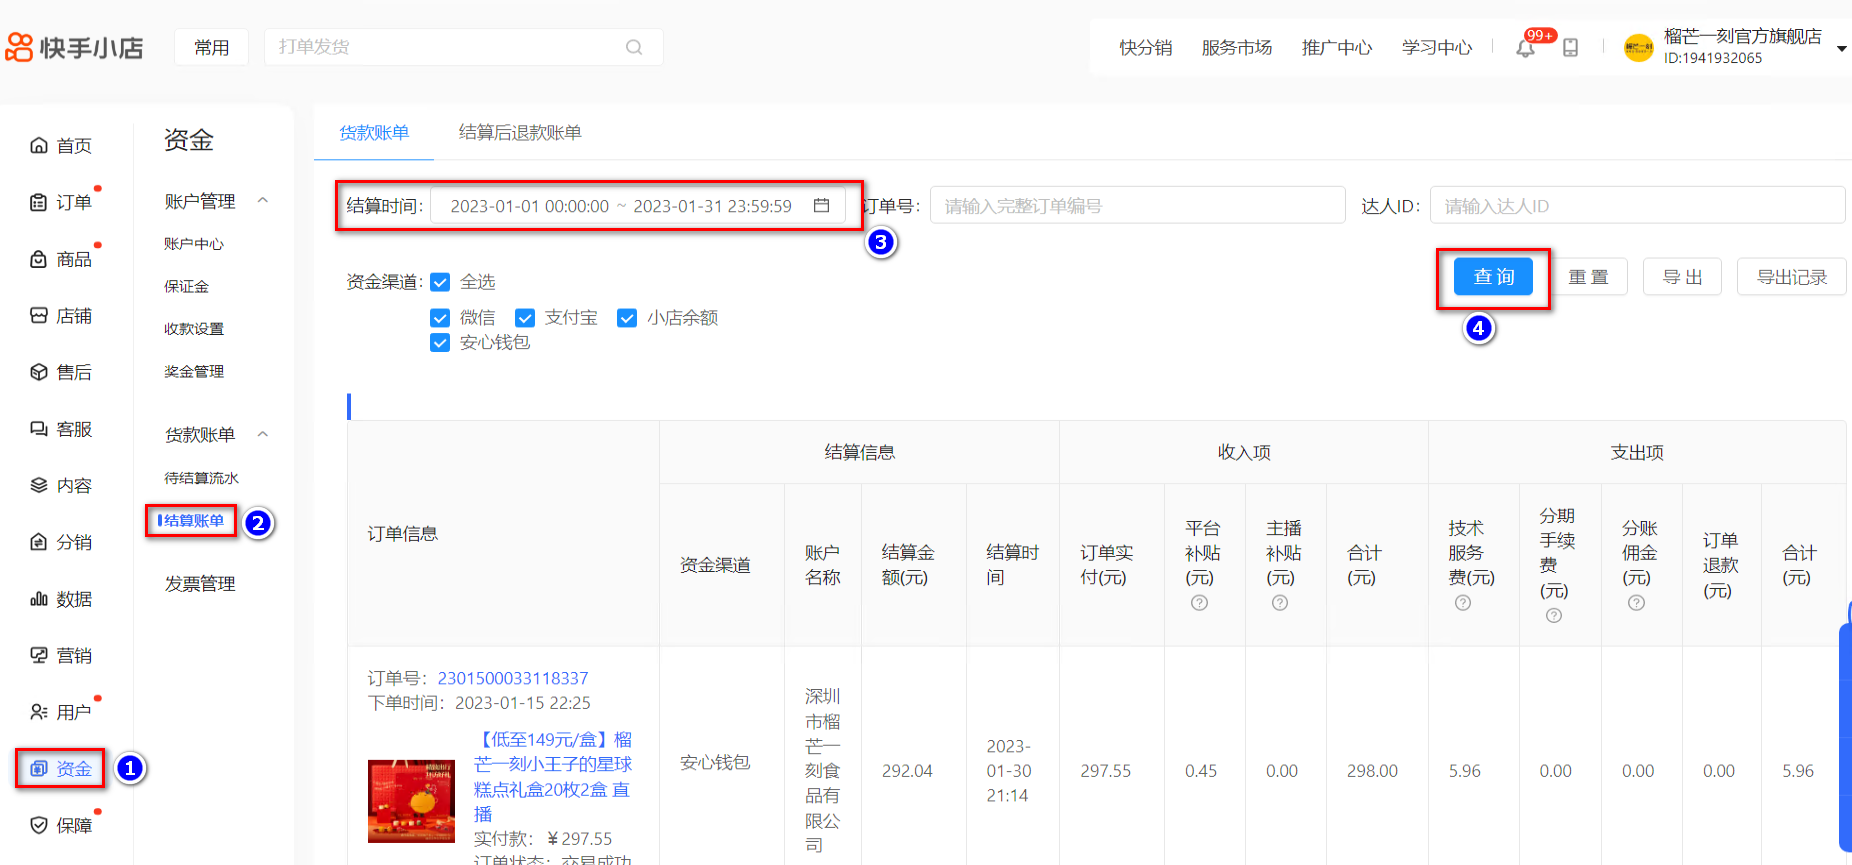 快手小店
常用
打单发货
快分销
服务市场
推广中心
学习中心
99+
榴芒一刻官方旗舰店
ID:1941932065
首页
订单
商品
店铺
售后
客服
内容
分销
数据
营销
用户
资金
1
保障
资金
账户管理
账户中心
保证金
收款设置
奖金管理
货款账单
待结算流水
结算账单
2
发票管理
货款账单
结算后退款账单
结算时间:
2023-01-01 00:00:00 ~ 2023-01-31 23:59:59
3
订单号:
请输入完整订单编号
达人ID:
请输入达人ID
资金渠道:
全选
微信
支付宝
小店余额
安心钱包
查 询
4
重 置
导 出
导出记录
订单信息
结算信息
收入项
支出项
资金渠道
账户
名称
结算金
额(元)
结算时
间
订单实
付(元)
平台
补贴
(元)
主播
补贴
(元)
合计
(元)
技术
服务
费(元)
分期
手续
费
(元)
分账
佣金
(元)
订单
退款
(元)
合计
(元)
订单号: 2301500033118337
下单时间: 2023-01-15 22:25
【低至149元/盒】榴
芒一刻小王子的星球
糕点礼盒20枚2盒 直
播
实付款: ¥297.55
订单状态: 交易成功
安心钱包
深圳
市榴
芒一
刻食
品有
限公
司
292.04
2023-
01-30
21:14
297.55
0.45
0.00
298.00
5.96
0.00
0.00
0.00
5.96